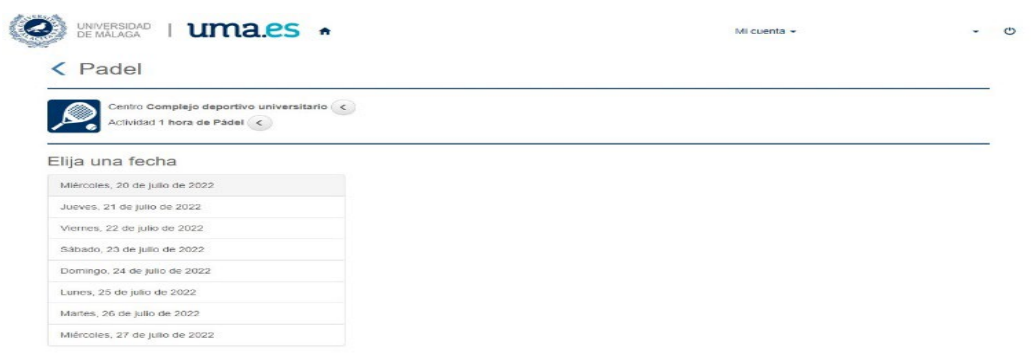 UNIVERSIDAD
DE MÁLAGA | uma.es
Mi cuenta
Padel
Centro Complejo deportivo universitario
Actividad 1 hora de Pádel
Elija una fecha
Miércoles, 20 de julio de 2022
Jueves, 21 de julio de 2022
Viernes, 22 de julio de 2022
Sábado, 23 de julio de 2022
Domingo, 24 de julio de 2022
Lunes, 25 de julio de 2022
Martes, 26 de julio de 2022
Miércoles, 27 de julio de 2022